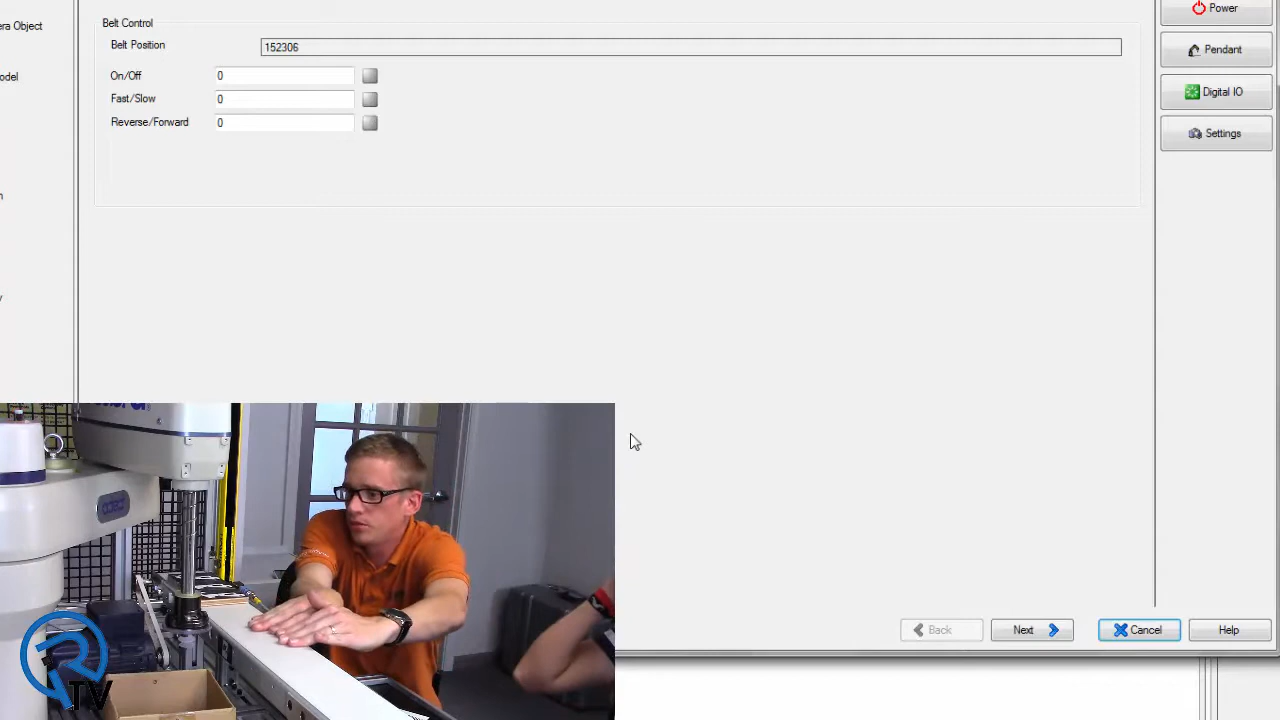 era Object
odel
Belt Control
Belt Position 152306
On/Off 0
Fast/Slow 0
Reverse/Forward 0
Power
Pendant
Digital IO
Settings
Back
Next
Cancel
Help
adept
R
TV